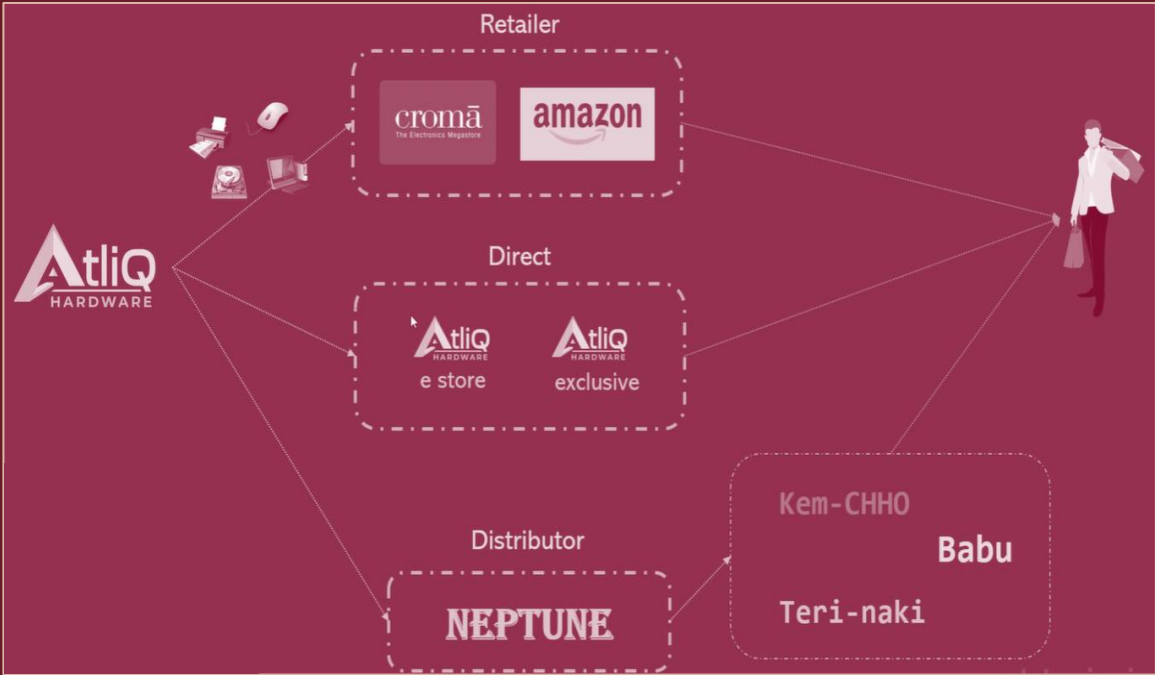 Retailer
cromā
The Electronics Megastore
amazon
AtliQ
HARDWARE
Direct
AtliQ
HARDWARE
e store
AtliQ
HARDWARE
exclusive
Distributor
NEPTUNE
Kem-CHHO
Babu
Teri-naki